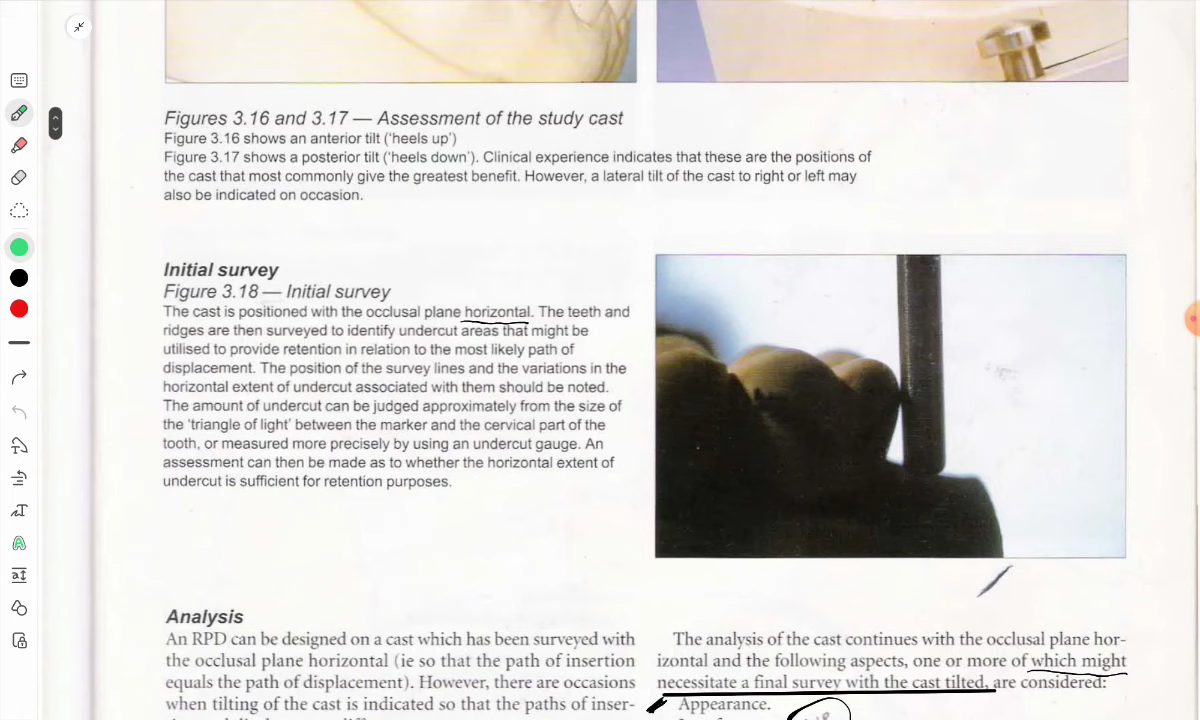 Figures 3.16 and 3.17 — Assessment of the study cast
Figure 3.16 shows an anterior tilt ('heels up')
Figure 3.17 shows a posterior tilt ('heels down'). Clinical experience indicates that these are the positions of
the cast that most commonly give the greatest benefit. However, a lateral tilt of the cast to right or left may
also be indicated on occasion.
Initial survey
Figure 3.18 — Initial survey
The cast is positioned with the occlusal plane horizontal. The teeth and
ridges are then surveyed to identify undercut areas that might be
utilised to provide retention in relation to the most likely path of
displacement. The position of the survey lines and the variations in the
horizontal extent of undercut associated with them should be noted.
The amount of undercut can be judged approximately from the size of
the 'triangle of light' between the marker and the cervical part of the
tooth, or measured more precisely by using an undercut gauge. An
assessment can then be made as to whether the horizontal extent of
undercut is sufficient for retention purposes.
Analysis
An RPD can be designed on a cast which has been surveyed with
the occlusal plane horizontal (ie so that the path of insertion
equals the path of displacement). However, there are occasions
when tilting of the cast is indicated so that the paths of inser-
The analysis of the cast continues with the occlusal plane hor-
izontal and the following aspects, one or more of which might
necessitate a final survey with the cast tilted, are considered:
Appearance.